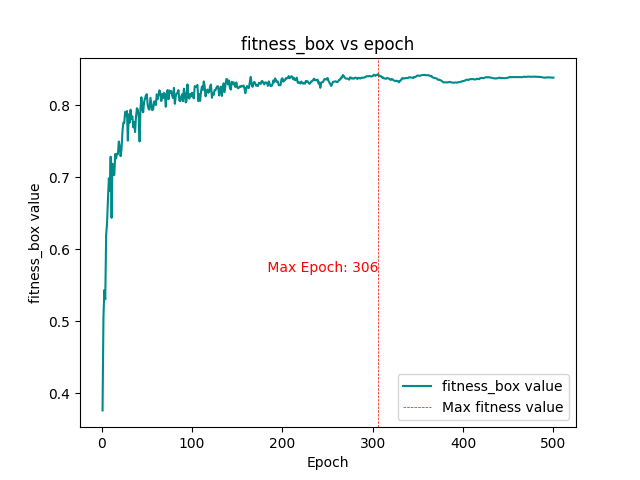 fitness_box vs epoch
fitness_box value
0.8
0.7
0.6
0.5
0.4
Max Epoch: 306
fitness_box value
Max fitness value
0
100
200
300
400
500
Epoch